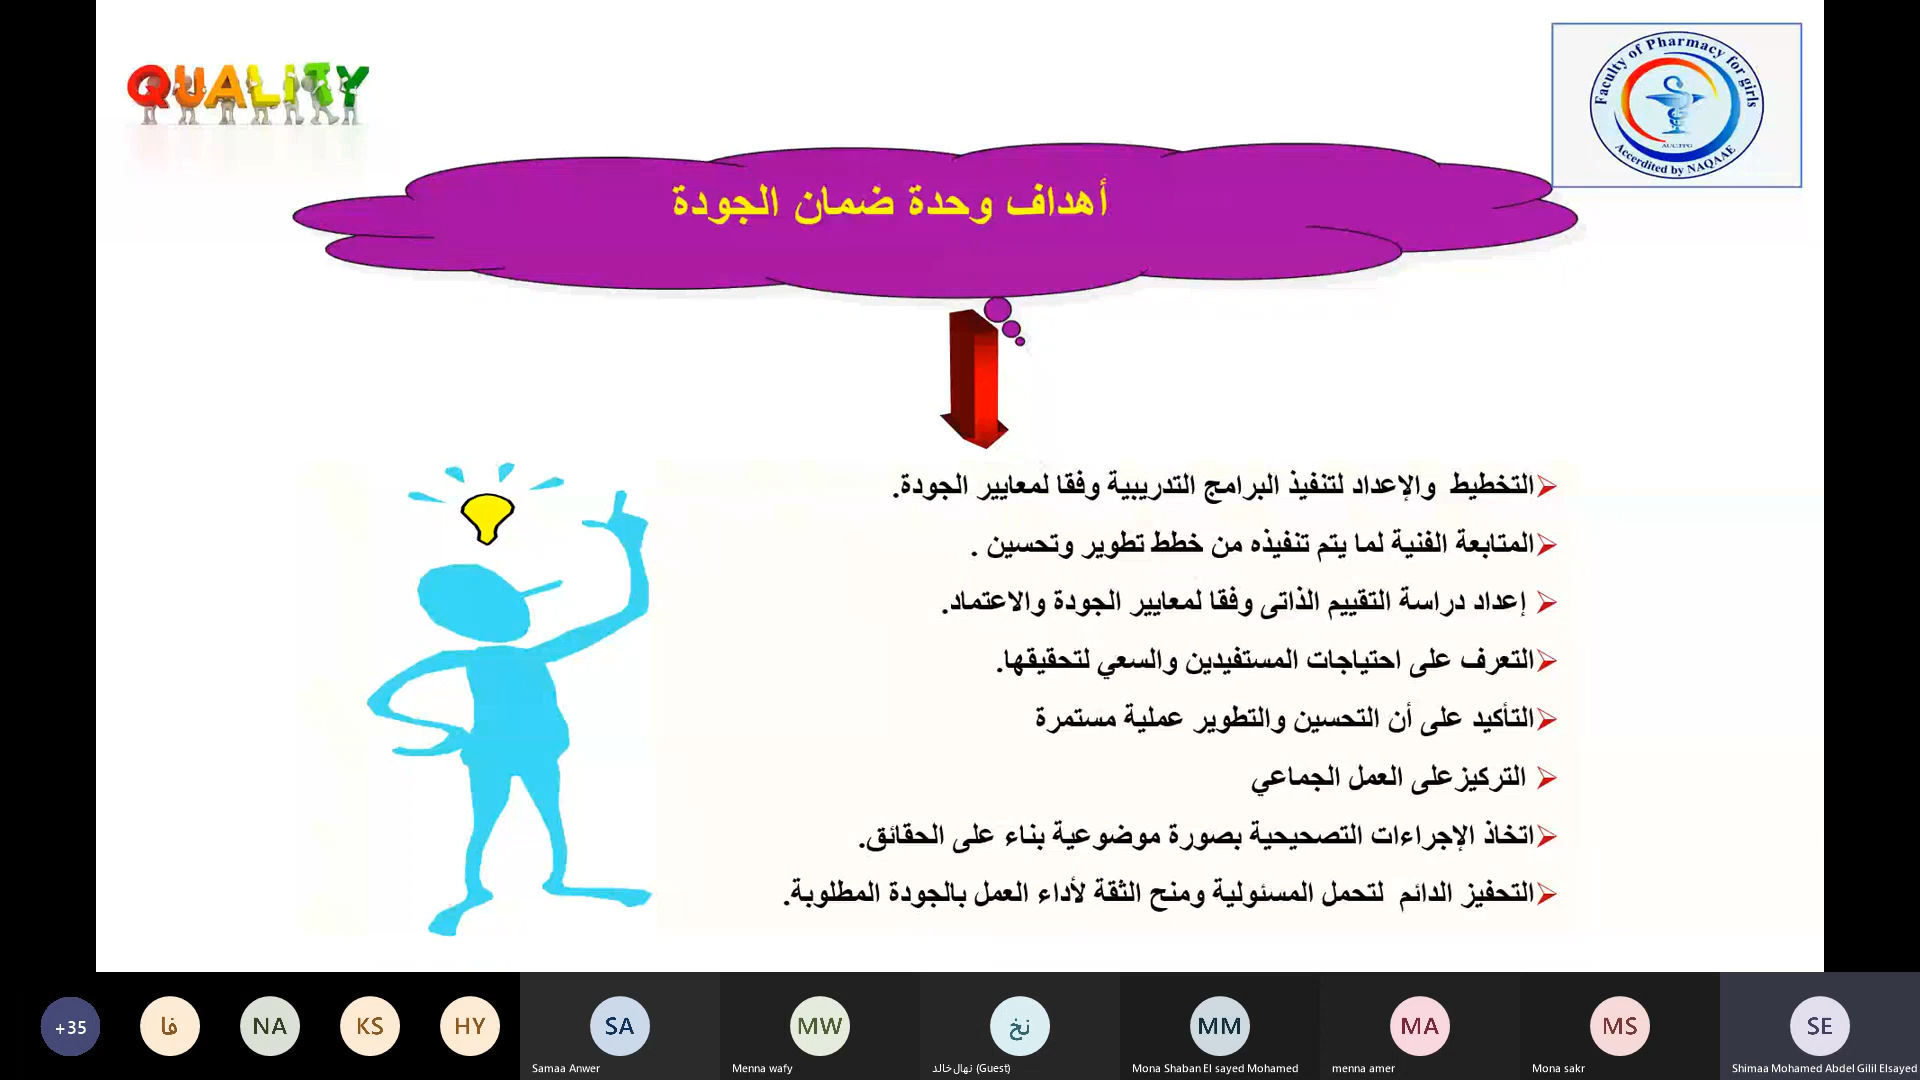 QUALITY
Faculty of Pharmacy for girls
AUC.FPG
Accerdited by NAQAAE
أهداف وحدة ضمان الجودة
التخطيط والإعداد لتنفيذ البرامج التدريبية وفقا لمعايير الجودة.
المتابعة الفنية لما يتم تنفيذه من خطط تطوير وتحسين .
إعداد دراسة التقييم الذاتى وفقا لمعايير الجودة والاعتماد.
التعرف على احتياجات المستفيدين والسعي لتحقيقها.
التأكيد على أن التحسين والتطوير عملية مستمرة
التركيزعلى العمل الجماعي
اتخاذ الإجراءات التصحيحية بصورة موضوعية بناء على الحقائق.
التحفيز الدائم لتحمل المسئولية ومنح الثقة لأداء العمل بالجودة المطلوبة.
+35
فا
NA
KS
HY
SA
MW
نخ
MM
MA
MS
SE
Samaa Anwer
Menna wafy
نهال خالد (Guest)
Mona Shaban El sayed Mohamed
menna amer
Mona sakr
Shimaa Mohamed Abdel Gilil Elsayed